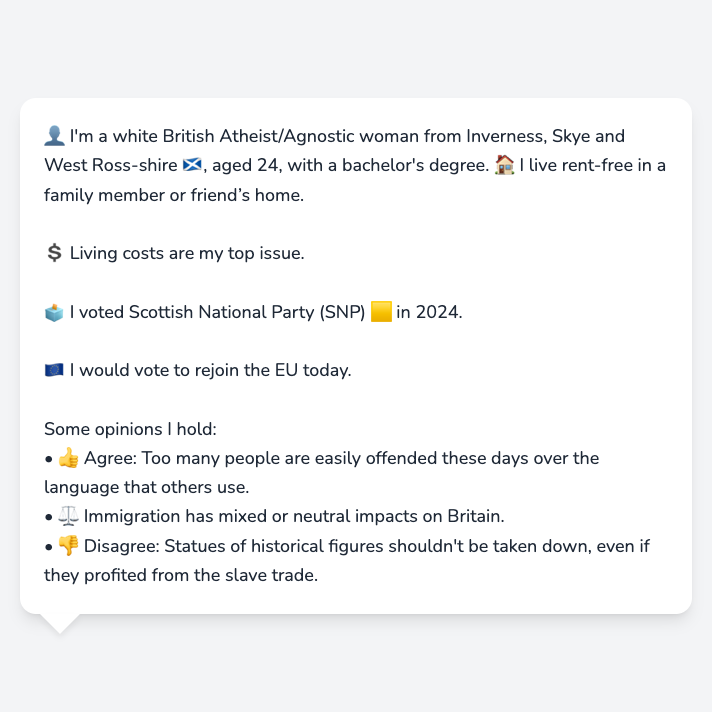 👤 I'm a white British Atheist/Agnostic woman from Inverness, Skye and
West Ross-shire 🏴󠁧󠁢󠁳󠁣󠁴󠁿, aged 24, with a bachelor's degree. 🏠 I live rent-free in a
family member or friend’s home.
💲 Living costs are my top issue.
🗳️ I voted Scottish National Party (SNP) 🟨 in 2024.
🇪🇺 I would vote to rejoin the EU today.
Some opinions I hold:
• 👍 Agree: Too many people are easily offended these days over the
language that others use.
• ⚖️ Immigration has mixed or neutral impacts on Britain.
• 👎 Disagree: Statues of historical figures shouldn't be taken down, even if
they profited from the slave trade.